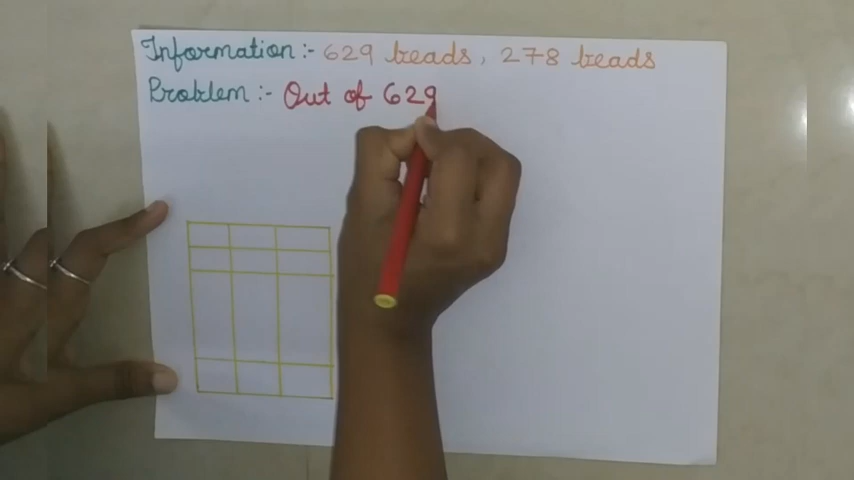 Information :- 629 beads, 278 beads
Problem :- Out of 629